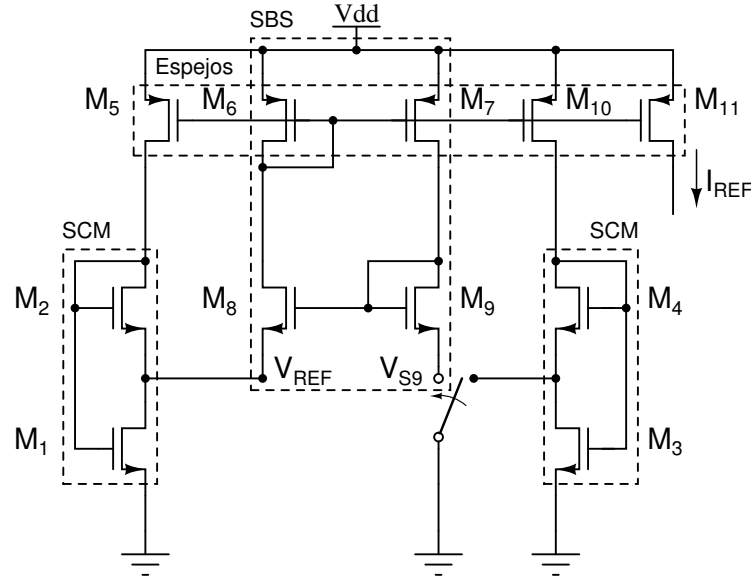 Vdd
SBS
Espejos
M5 M6 M7 M10 M11
IREF
SCM SCM
M2 M8 M9 M4
VREF VS9
M1 M3